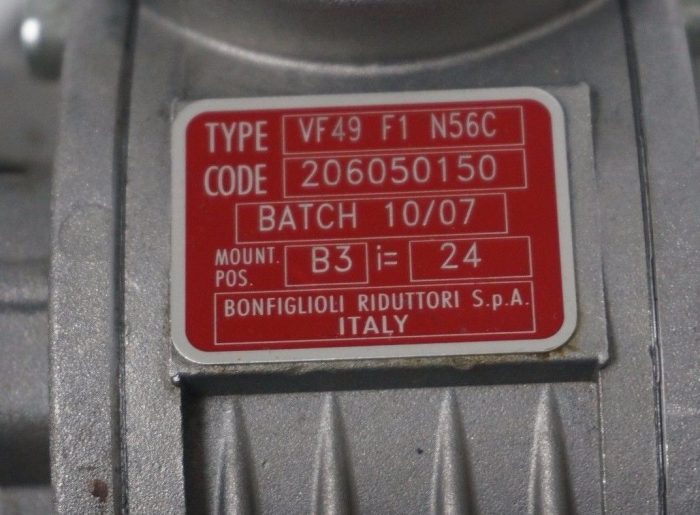 TYPE VF49 F1 N56C
CODE 206050150
BATCH 10/07
MOUNT. POS. B3 i= 24
BONFIGLIOLI RIDUTTORI S.p.A.
ITALY